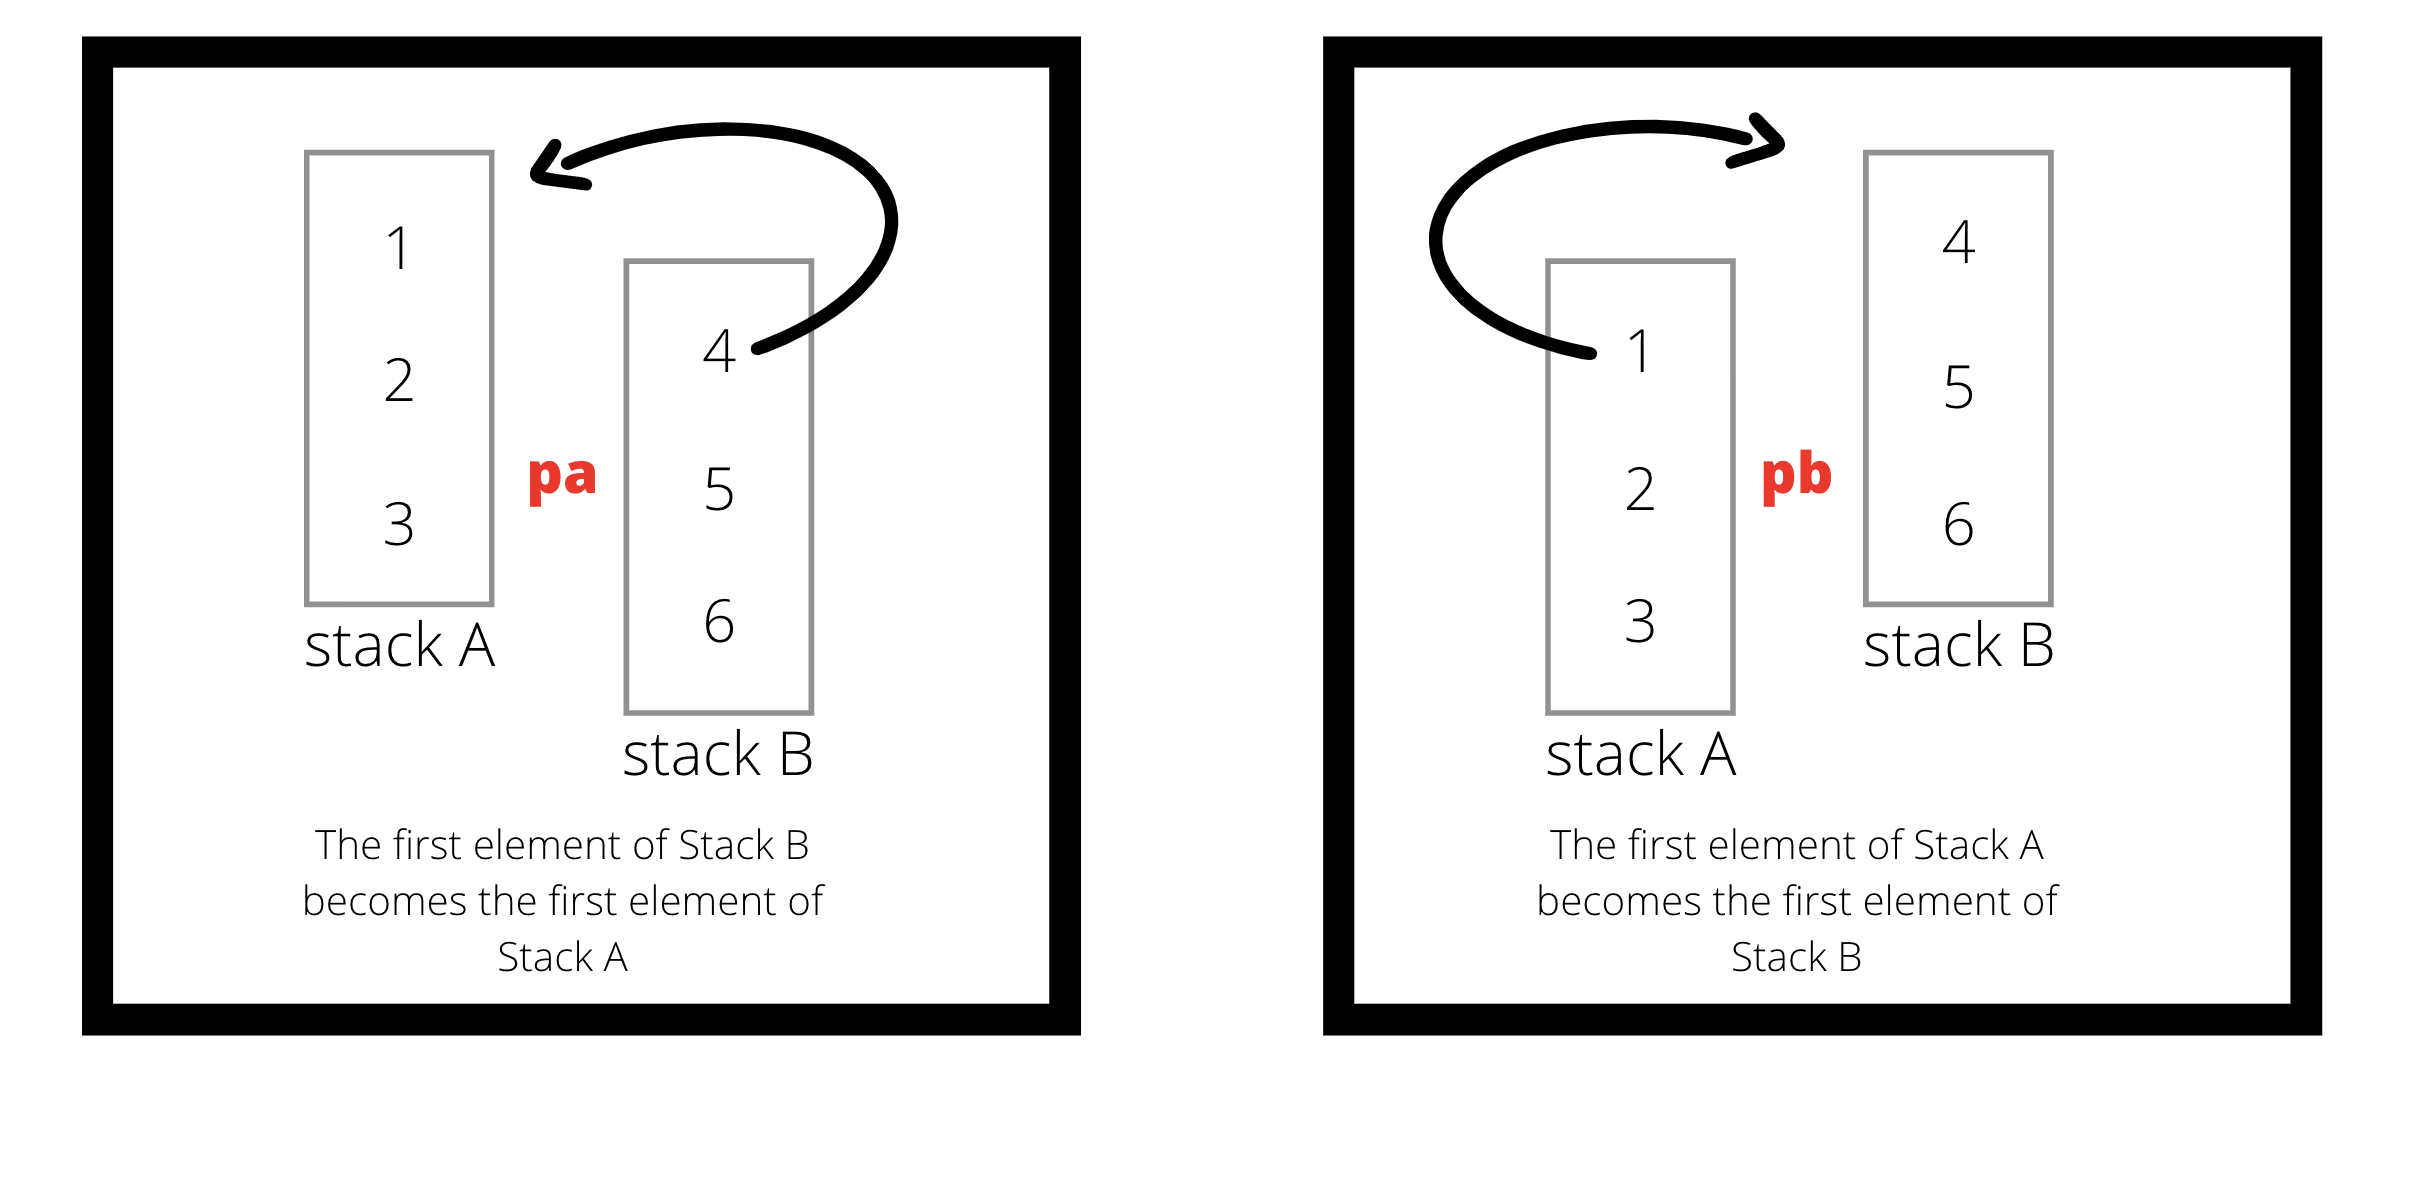 1
2
3
stack A
pa
4
5
6
stack B
The first element of Stack B
becomes the first element of
Stack A
1
2
3
stack A
pb
4
5
6
stack B
The first element of Stack A
becomes the first element of
Stack B